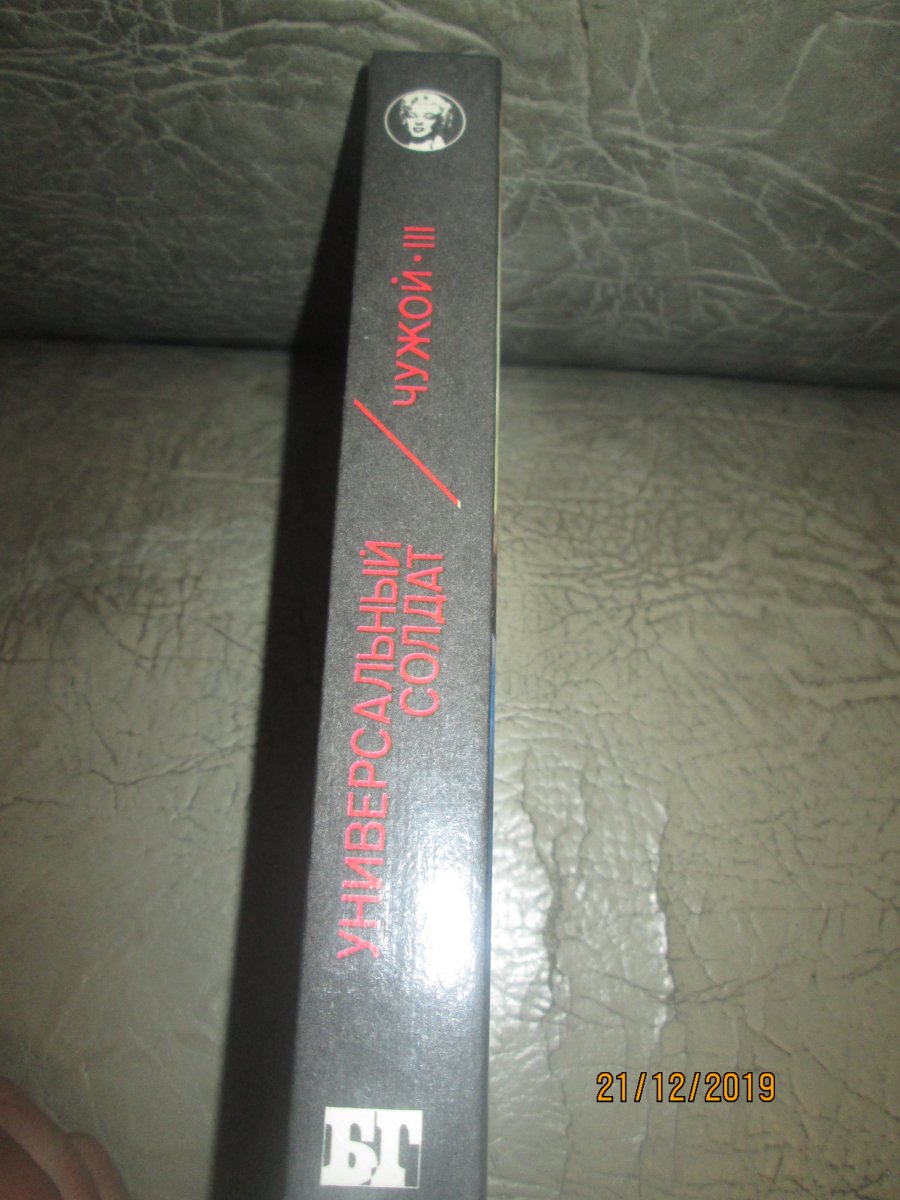 УНИВЕРСАЛЬНЫЙ
СОЛДАТ
ЧУЖОЙ · III
БГ
21/12/2019